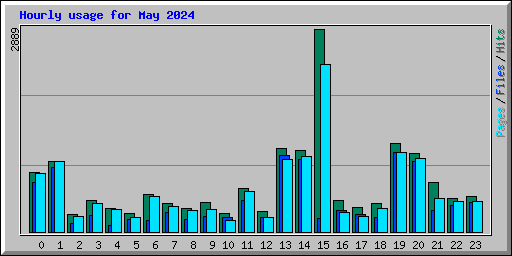 Hourly usage for May 2024
2889
Pages / Files / Hits
0 1 2 3 4 5 6 7 8 9 10 11 12 13 14 15 16 17 18 19 20 21 22 23